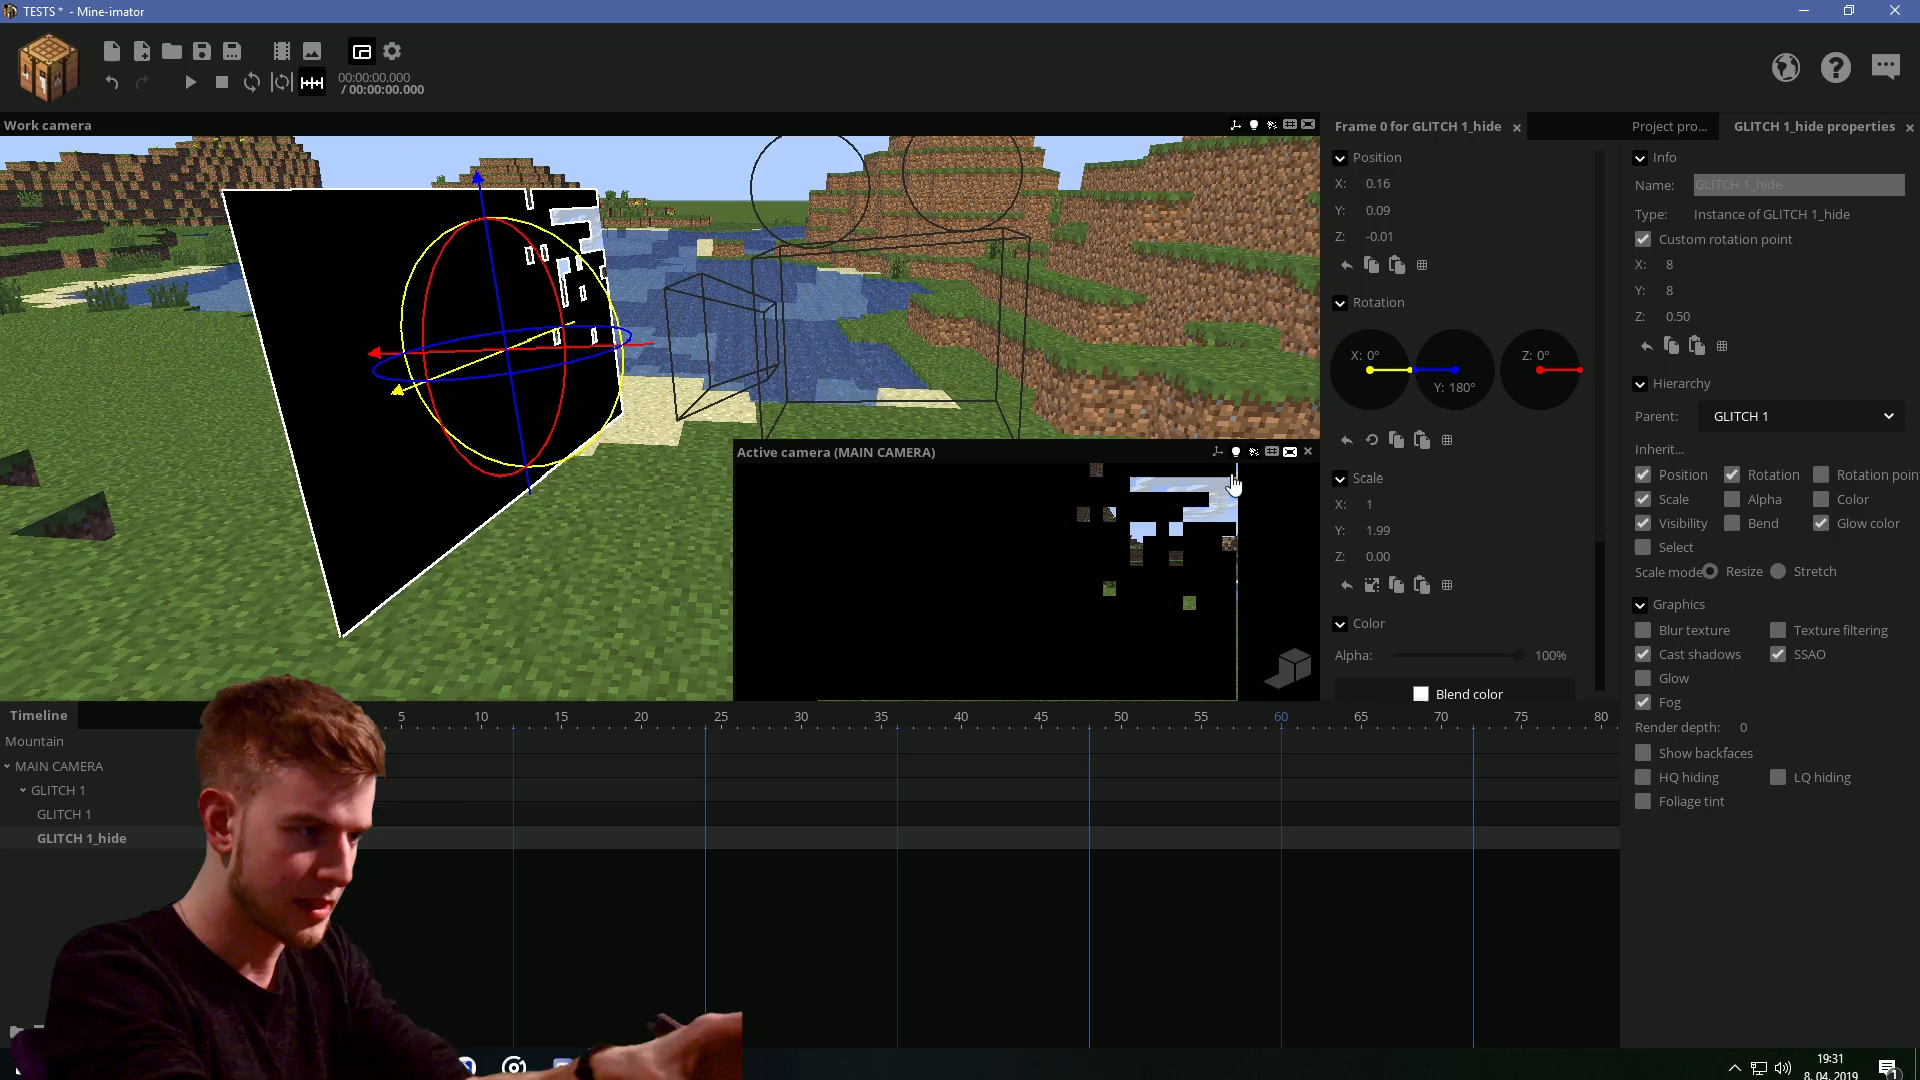 TESTS * - Mine-imator
00:00:00.000
/ 00:00:00.000
Work camera
Active camera (MAIN CAMERA)
Frame 0 for GLITCH 1_hide
Position
X: 0.16
Y: 0.09
Z: -0.01
Rotation
X: 0°
Y: 180°
Z: 0°
Scale
X: 1
Y: 1.99
Z: 0.00
Color
Alpha: 100%
Blend color
Project pro...
GLITCH 1_hide properties
Info
Name: GLITCH 1_hide
Type: Instance of GLITCH 1_hide
Custom rotation point
X: 8
Y: 8
Z: 0.50
Hierarchy
Parent: GLITCH 1
Inherit...
Position Rotation Rotation poin
Scale Alpha Color
Visibility Bend Glow color
Select
Scale mode Resize Stretch
Graphics
Blur texture Texture filtering
Cast shadows SSAO
Glow
Fog
Render depth: 0
Show backfaces
HQ hiding LQ hiding
Foliage tint
Timeline
5 10 15 20 25 30 35 40 45 50 55 60 65 70 75 80
Mountain
MAIN CAMERA
GLITCH 1
GLITCH 1
GLITCH 1_hide
19:31
8. 04. 2019
1